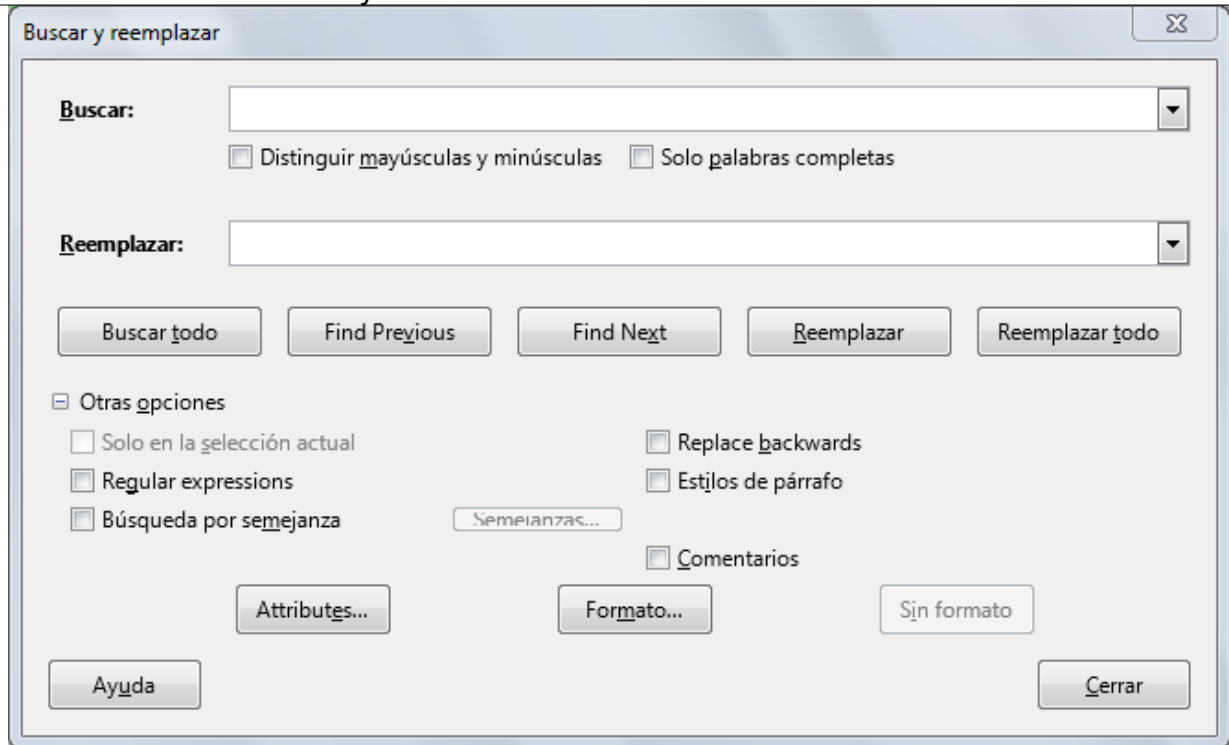 Buscar y reemplazar
Buscar:
Distinguir mayúsculas y minúsculas Solo palabras completas
Reemplazar:
Buscar todo Find Previous Find Next Reemplazar Reemplazar todo
Otras opciones
Solo en la selección actual Replace backwards
Regular expressions Estilos de párrafo
Búsqueda por semejanza Semejanzas...
Comentarios
Attributes... Formato... Sin formato
Ayuda Cerrar